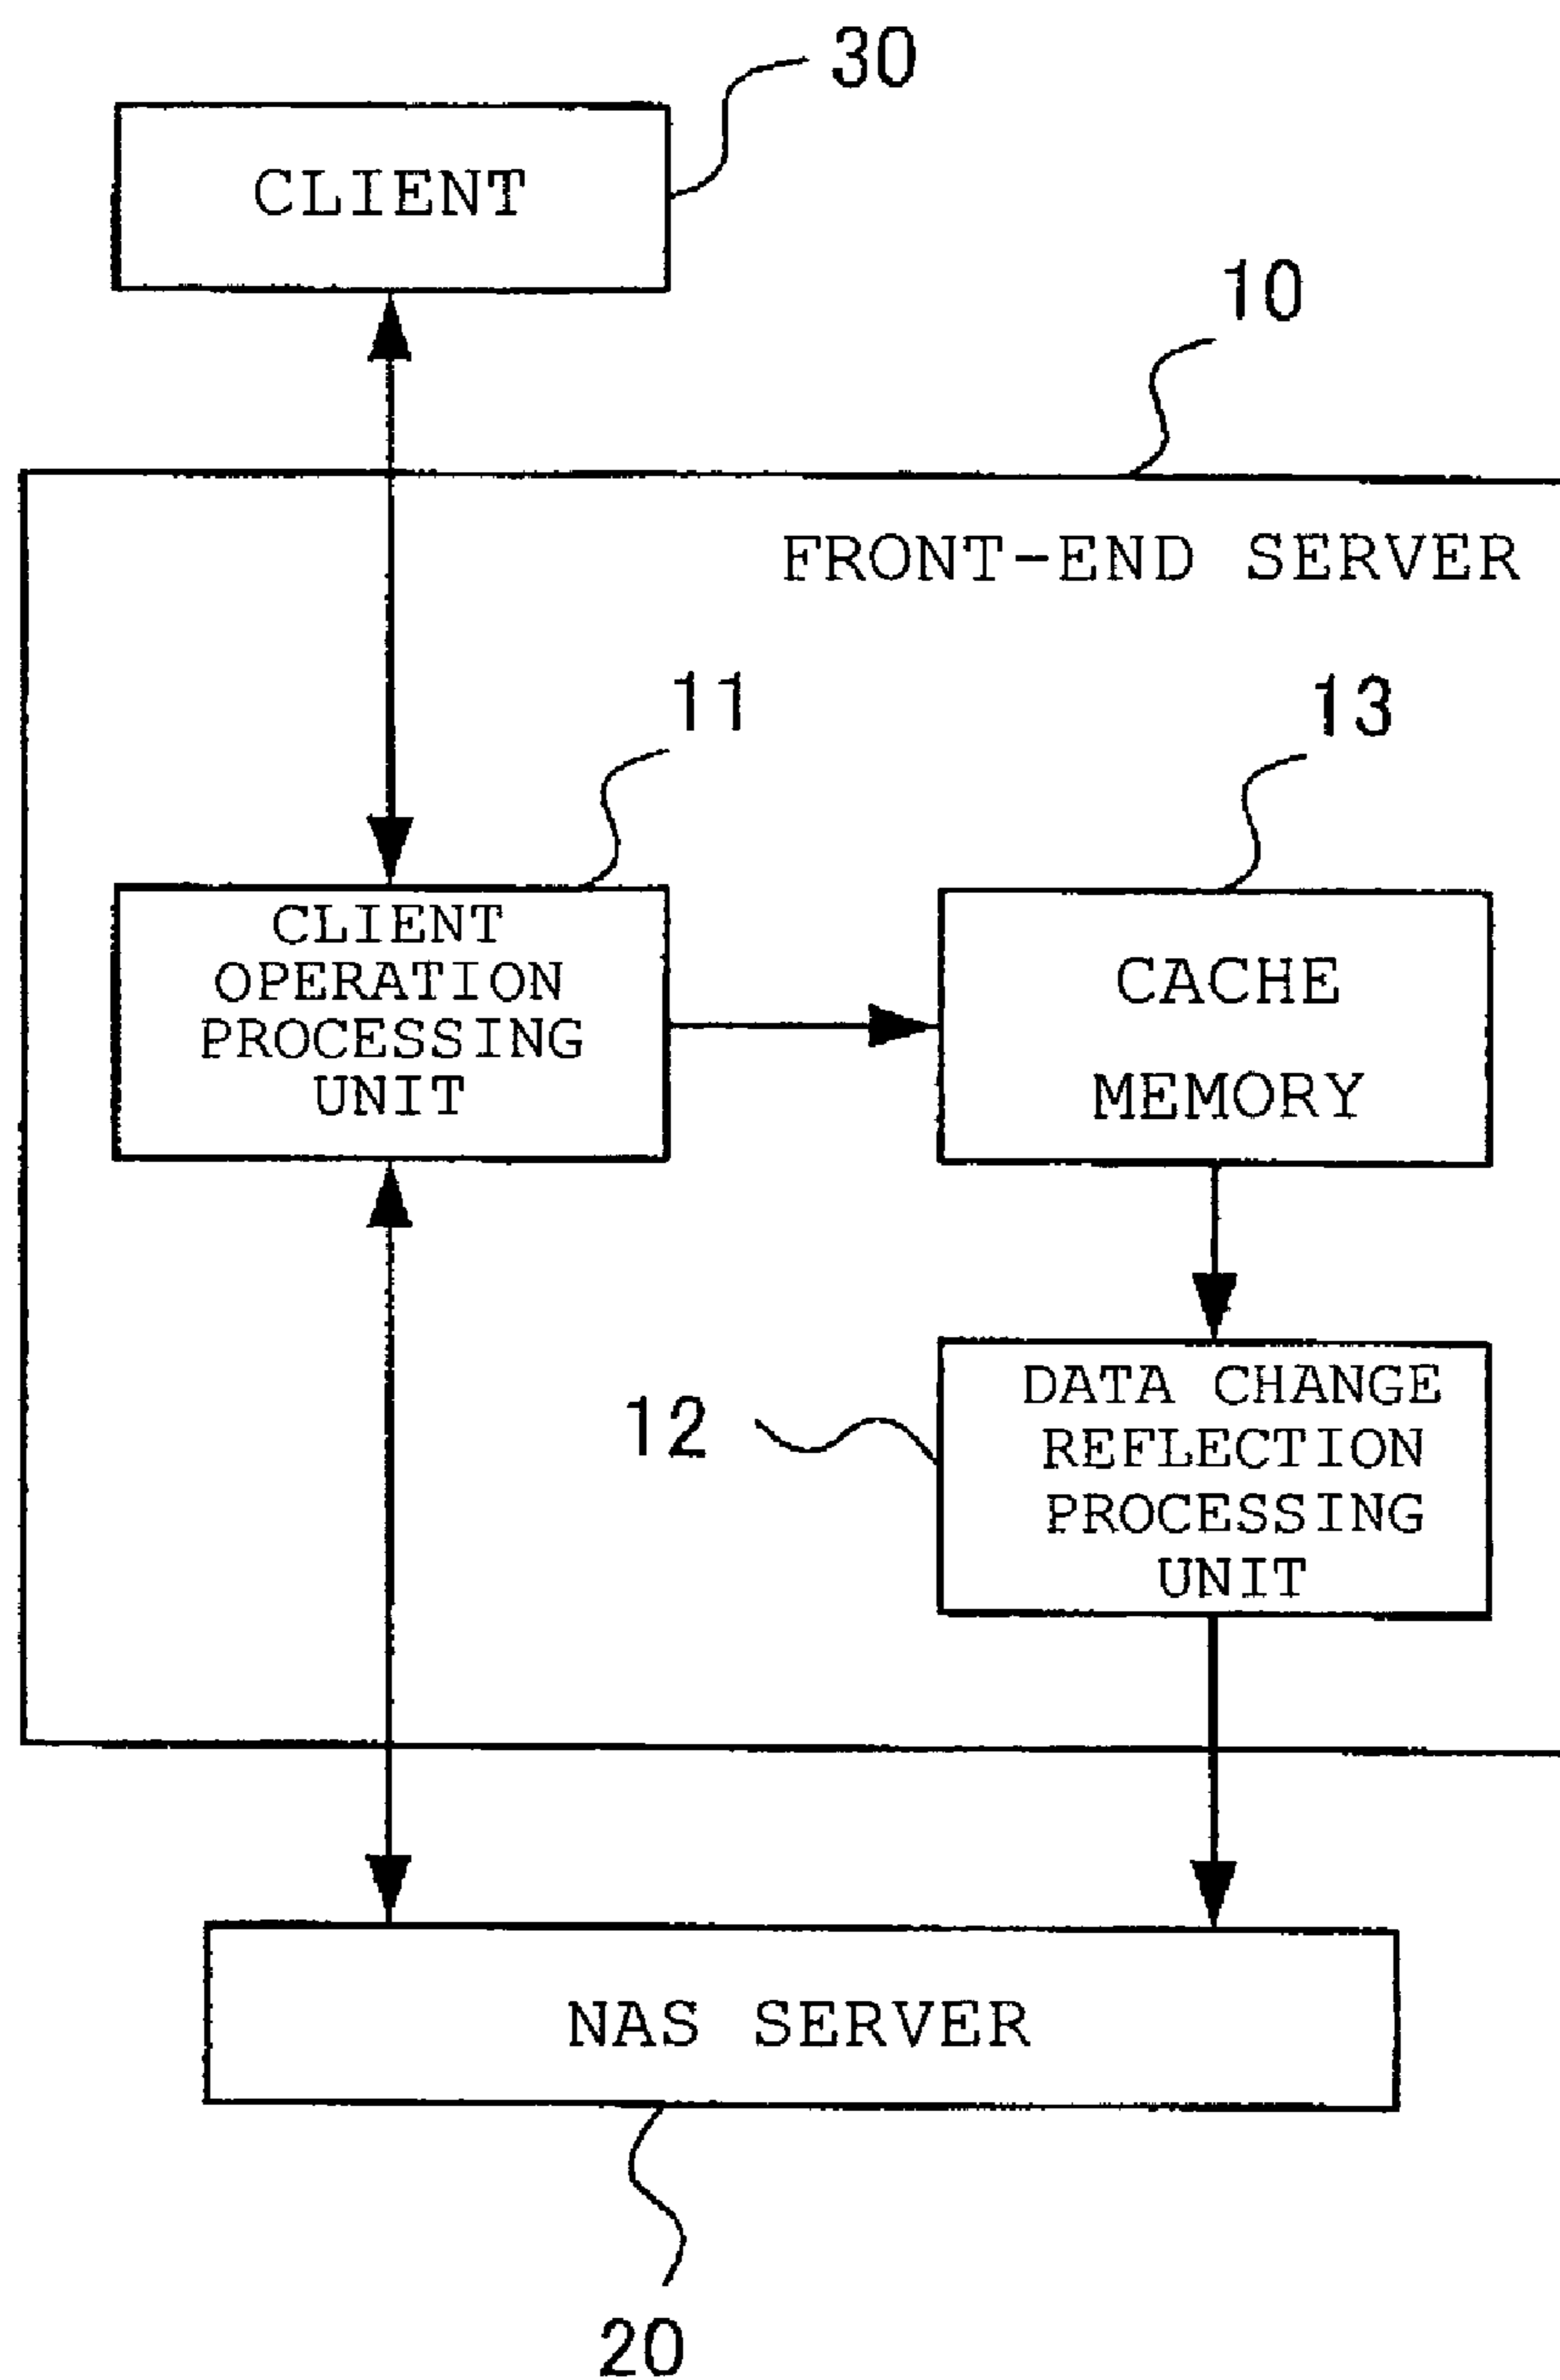 30
CLIENT
10
FRONT-END SERVER
11
13
CLIENT
OPERATION
PROCESSING
UNIT
CACHE
MEMORY
12
DATA CHANGE
REFLECTION
PROCESSING
UNIT
NAS SERVER
20